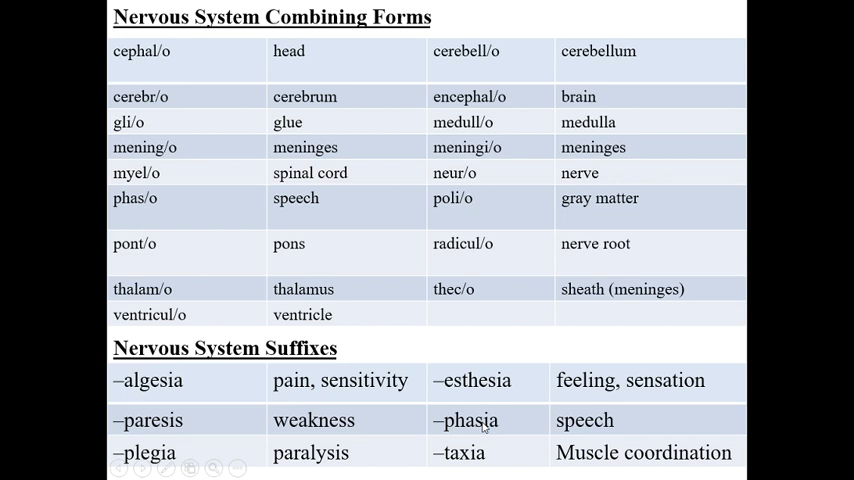 Nervous System Combining Forms
cephal/o head cerebell/o cerebellum
cerebr/o cerebrum encephal/o brain
gli/o glue medull/o medulla
mening/o meninges meningi/o meninges
myel/o spinal cord neur/o nerve
phas/o speech poli/o gray matter
pont/o pons radicul/o nerve root
thalam/o thalamus thec/o sheath (meninges)
ventricul/o ventricle
Nervous System Suffixes
–algesia pain, sensitivity –esthesia feeling, sensation
–paresis weakness –phasia speech
–plegia paralysis –taxia Muscle coordination